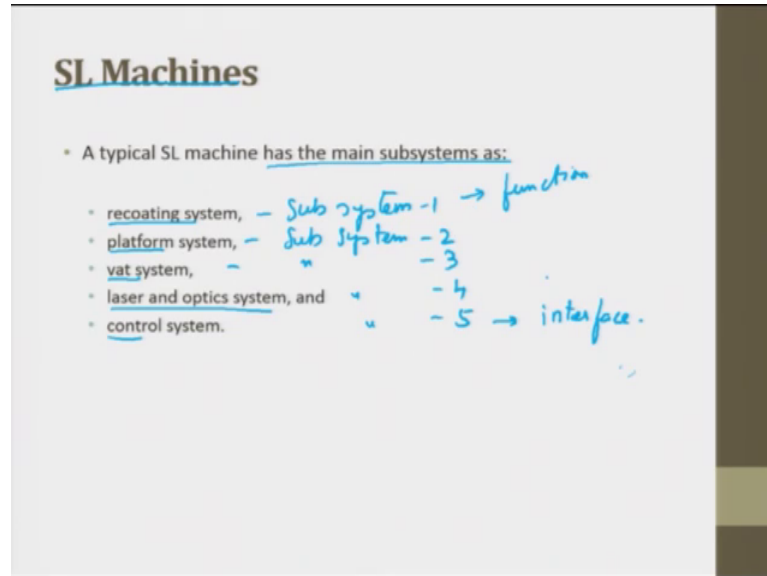 SL Machines
• A typical SL machine has the main subsystems as:
• recoating system, - Sub system -1 → function
• platform system, - Sub system - 2
• vat system, - " - 3
• laser and optics system, and " - 4
• control system. " - 5 → interface.